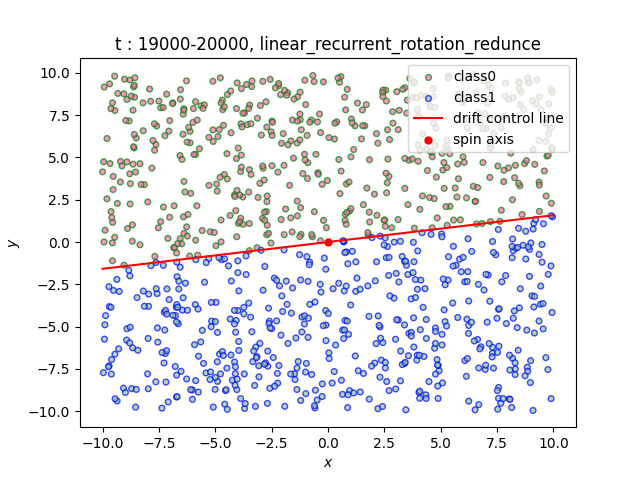 t : 19000-20000, linear_recurrent_rotation_redunce
class0
class1
drift control line
spin axis
y
10.0
7.5
5.0
2.5
0.0
−2.5
−5.0
−7.5
−10.0
−10.0 −7.5 −5.0 −2.5 0.0 2.5 5.0 7.5 10.0
x